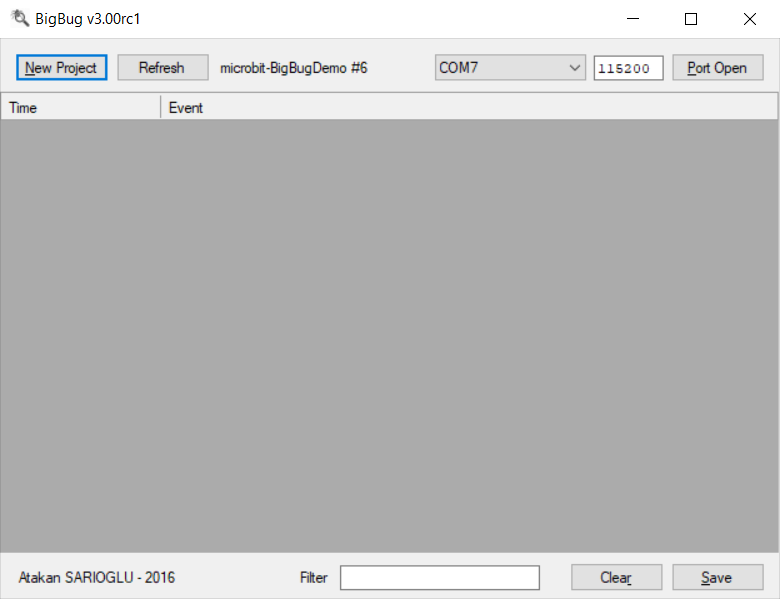 BigBug v3.00rc1
New Project Refresh microbit-BigBugDemo #6 COM7 115200 Port Open
Time Event
Atakan SARIOGLU - 2016 Filter Clear Save